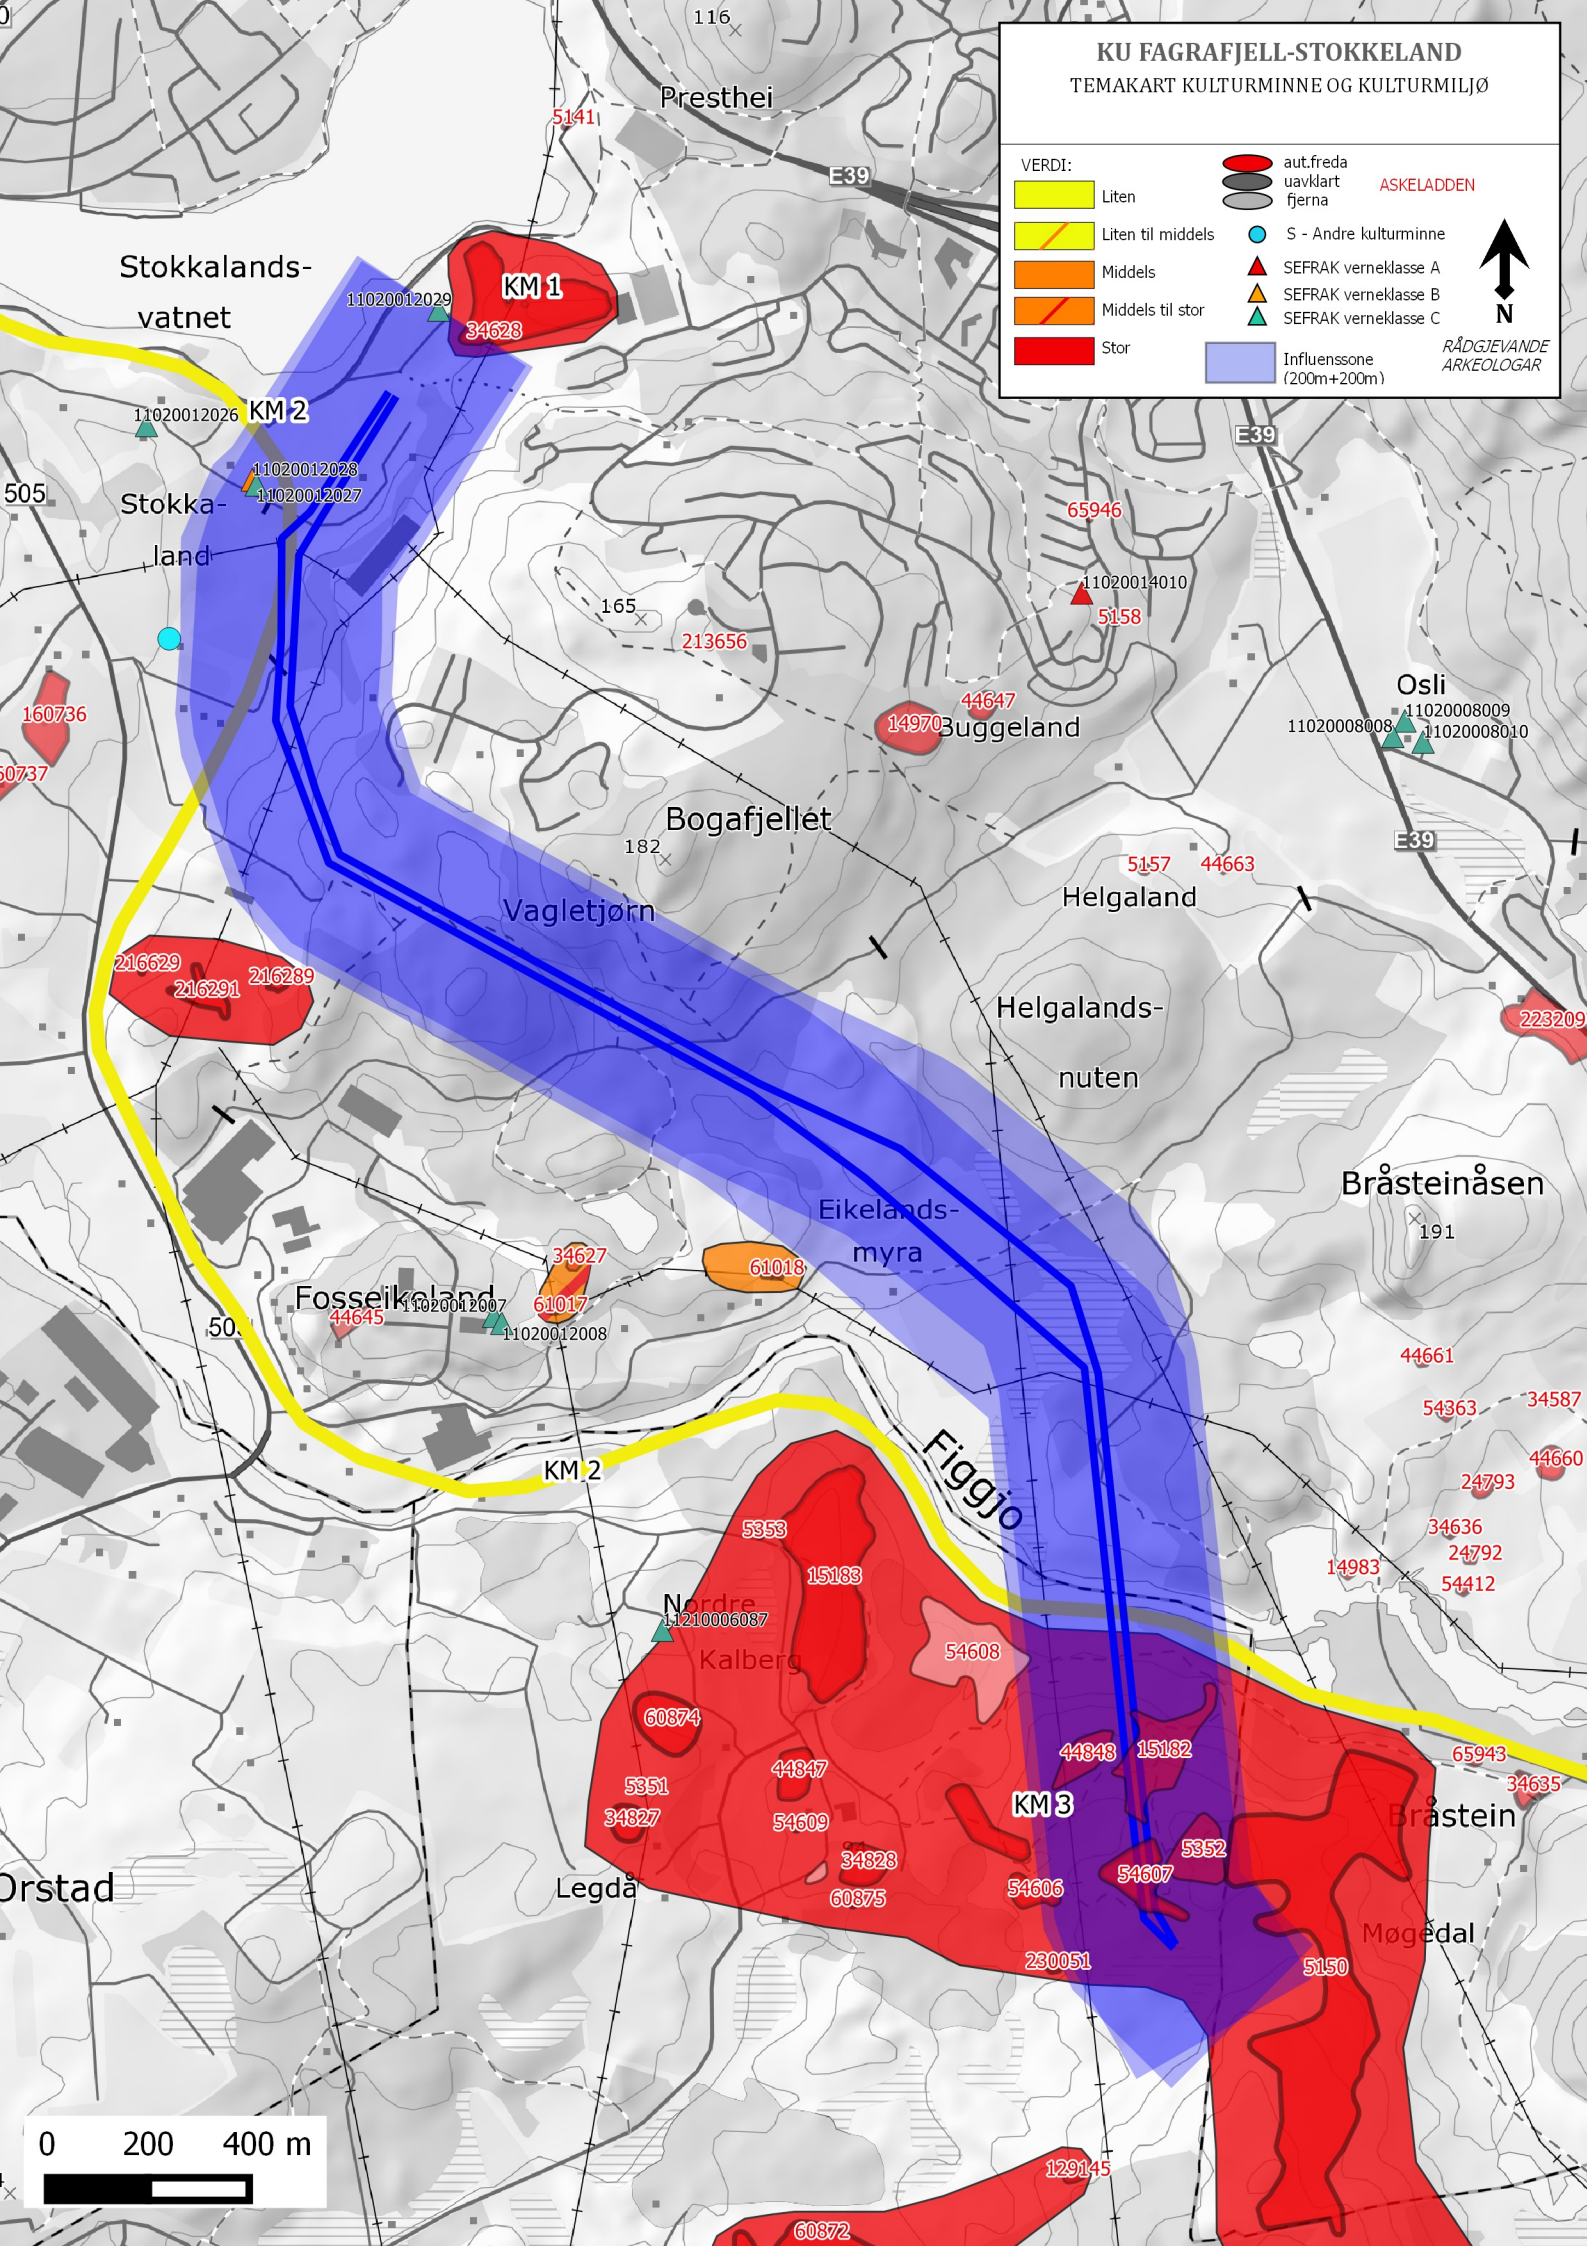 KU FAGRAFJELL-STOKKELAND
TEMAKART KULTURMINNE OG KULTURMILJØ
VERDI:
Liten
Liten til middels
Middels
Middels til stor
Stor
aut.freda
uavklart
fjerna
ASKELADDEN
S - Andre kulturminne
SEFRAK verneklasse A
SEFRAK verneklasse B
SEFRAK verneklasse C
Influenssone
(200m+200m)
N
RÅDGJEVANDE
ARKEOLOGAR
116
Presthei
5141
E39
Stokkalands-
vatnet
11020012029
KM 1
34628
11020012026
KM 2
E39
11020012028
11020012027
505
Stokka-
land
65946
11020014010
5158
165
213656
160736
Osli
11020008009
11020008008
11020008010
44647
14970
Buggeland
60737
Bogafjellet
182
E39
5157
44663
Helgaland
Vagletjørn
216629
216291
216289
Helgalands-
nuten
223209
Bråsteinåsen
191
Eikelands-
myra
34627
61018
61017
Fosseikeland
11020012007
44645
11020012008
505
44661
54363
34587
44660
24793
KM 2
Figgjo
5353
15183
34636
24792
14983
54412
Nordre
11210006087
Kalberg
54608
60874
44848
15182
65943
44847
5351
34635
KM 3
34827
54609
Bråstein
5352
34828
54607
Orstad
Legdå
60875
54606
Møgedal
230051
5150
0 200 400 m
129145
60872